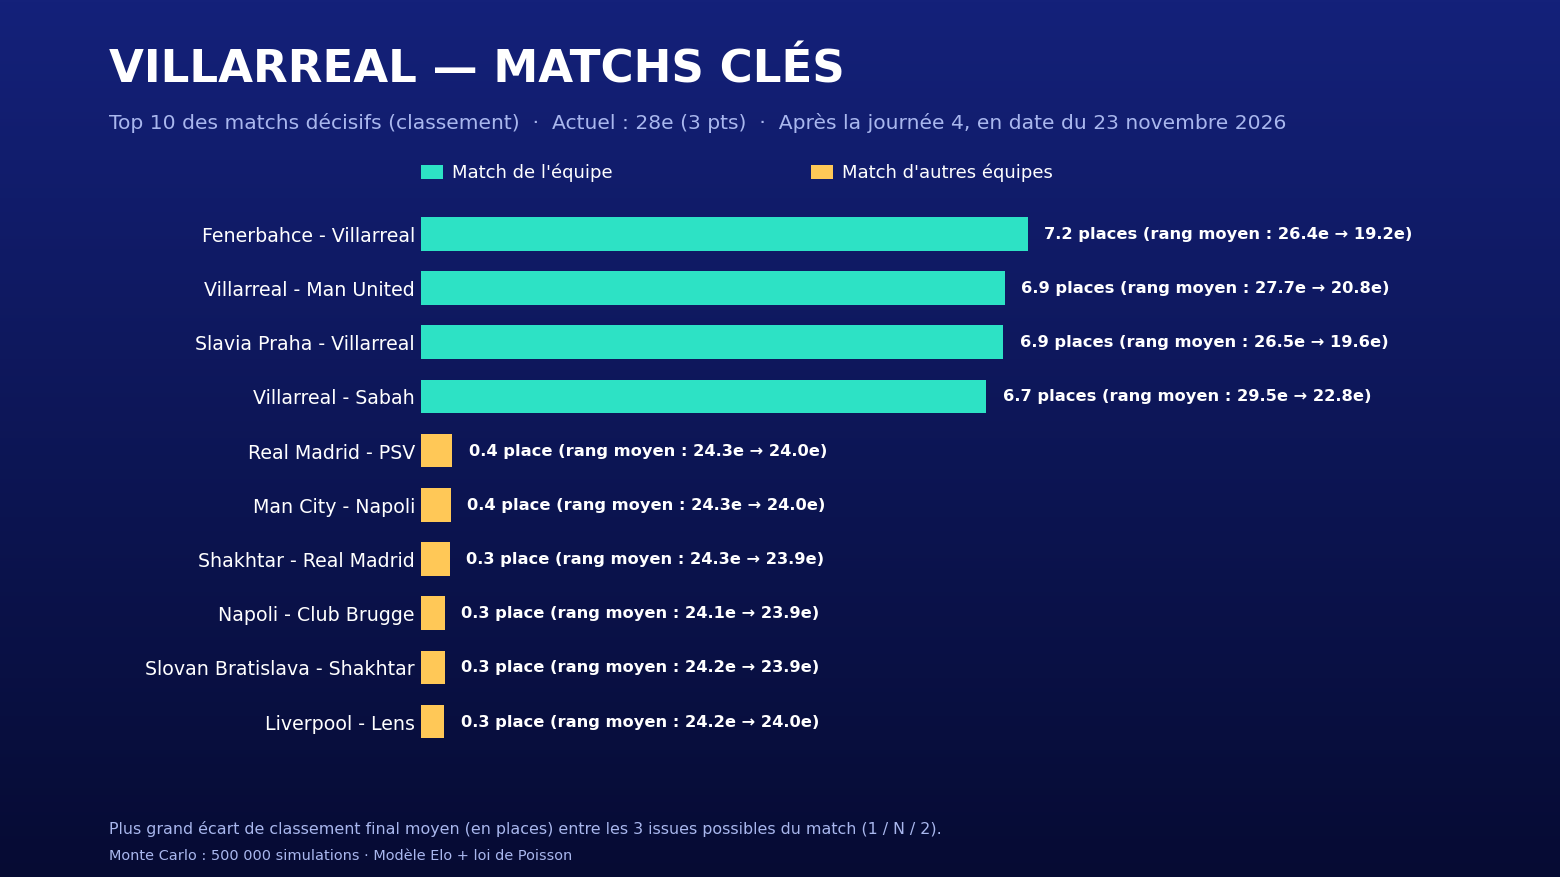 VILLARREAL — MATCHS CLÉS
Top 10 des matchs décisifs (classement)  ·  Actuel : 28e (3 pts)  ·  Après la journée 4, en date du 23 novembre 2026
Match de l'équipe
Match d'autres équipes
Fenerbahce - Villarreal 7.2 places (rang moyen : 26.4e → 19.2e)
Villarreal - Man United 6.9 places (rang moyen : 27.7e → 20.8e)
Slavia Praha - Villarreal 6.9 places (rang moyen : 26.5e → 19.6e)
Villarreal - Sabah 6.7 places (rang moyen : 29.5e → 22.8e)
Real Madrid - PSV 0.4 place (rang moyen : 24.3e → 24.0e)
Man City - Napoli 0.4 place (rang moyen : 24.3e → 24.0e)
Shakhtar - Real Madrid 0.3 place (rang moyen : 24.3e → 23.9e)
Napoli - Club Brugge 0.3 place (rang moyen : 24.1e → 23.9e)
Slovan Bratislava - Shakhtar 0.3 place (rang moyen : 24.2e → 23.9e)
Liverpool - Lens 0.3 place (rang moyen : 24.2e → 24.0e)
Plus grand écart de classement final moyen (en places) entre les 3 issues possibles du match (1 / N / 2).
Monte Carlo : 500 000 simulations · Modèle Elo + loi de Poisson